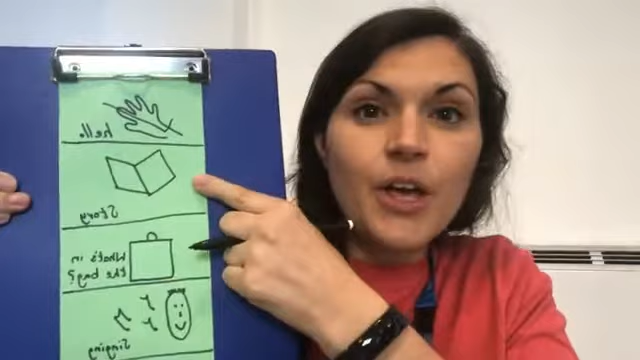 hello
Story
What's in
the bag?
Singing